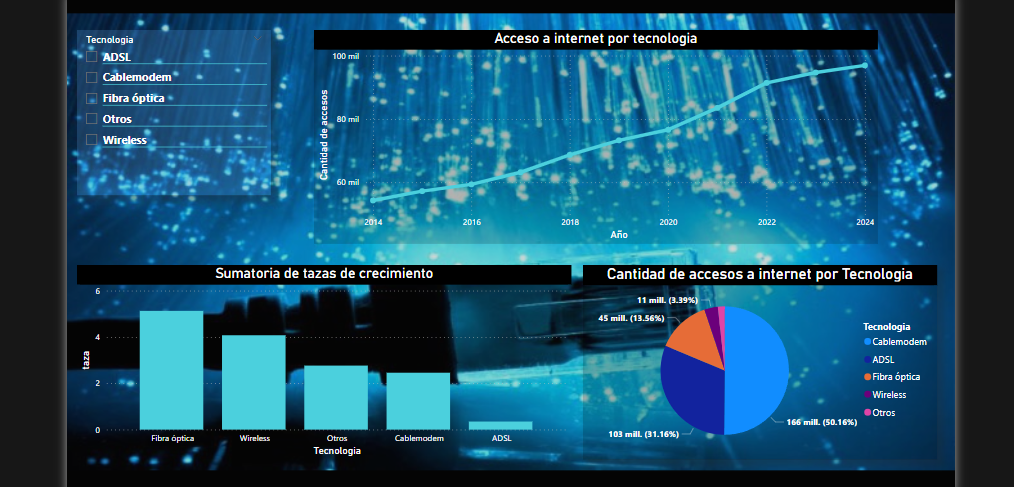 Tecnologia
ADSL
Cablemodem
Fibra óptica
Otros
Wireless
Acceso a internet por tecnologia
Cantidad de accesos
100 mil
80 mil
60 mil
2014 2016 2018 2020 2022 2024
Año
Sumatoria de tazas de crecimiento
taza
6
4
2
0
Fibra óptica Wireless Otros Cablemodem ADSL
Tecnologia
Cantidad de accesos a internet por Tecnologia
11 mill. (3.39%)
45 mill. (13.56%)
103 mill. (31.16%)
166 mill. (50.16%)
Tecnologia
Cablemodem
ADSL
Fibra óptica
Wireless
Otros